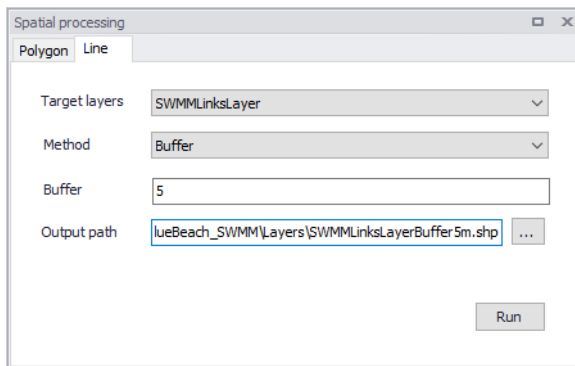 Spatial processing
Polygon Line
Target layers SWMMLinksLayer
Method Buffer
Buffer 5
Output path lueBeach_SWMM\Layers\SWMMLinksLayerBuffer5m.shp ...
Run